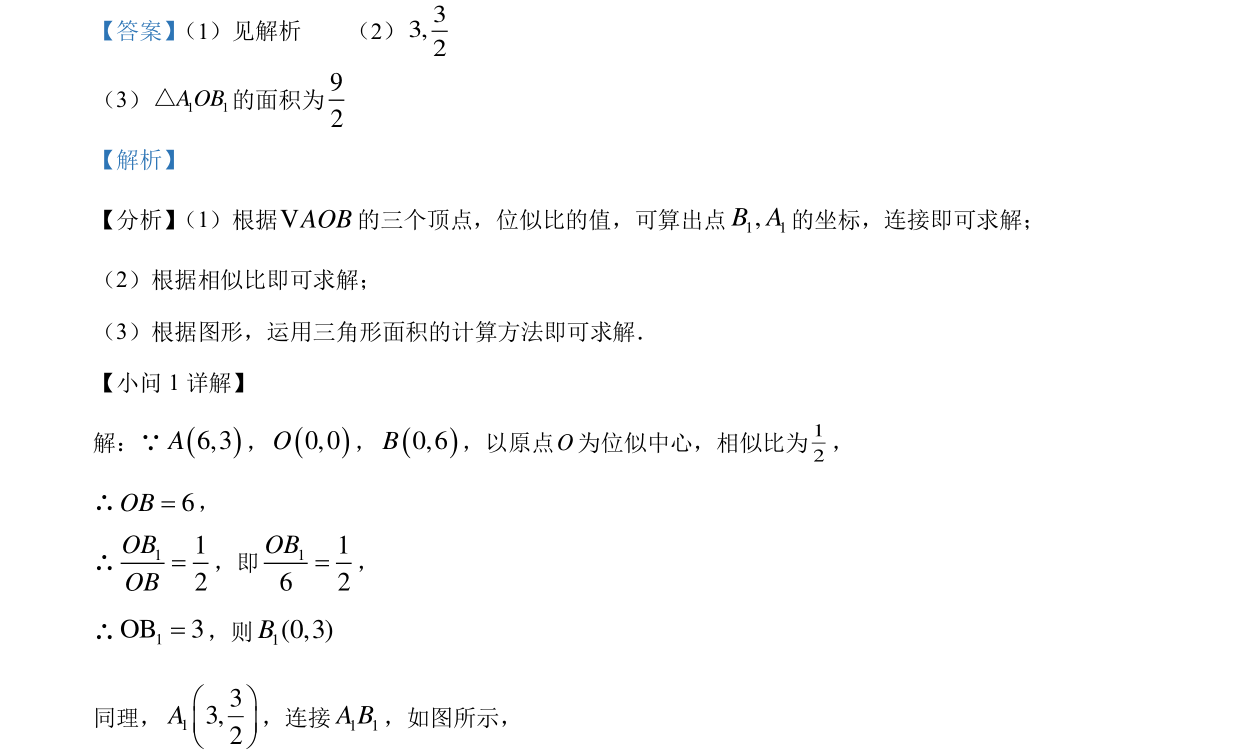 【答案】（1）见解析 （2）3,3/2
（3）△A₁OB₁的面积为9/2
【解析】
【分析】（1）根据VAOB 的三个顶点，位似比的值，可算出点 B₁, A₁ 的坐标，连接即可求解；
（2）根据相似比即可求解；
（3）根据图形，运用三角形面积的计算方法即可求解．
【小问 1 详解】
解：∵ A(6,3)，O(0,0)，B(0,6)，以原点O 为位似中心，相似比为1/2，
∴ OB = 6，
∴ OB₁/OB = 1/2，即 OB₁/6 = 1/2，
∴ OB₁ = 3，则 B₁(0,3)
同理，A₁(3,3/2)，连接 A₁B₁，如图所示，